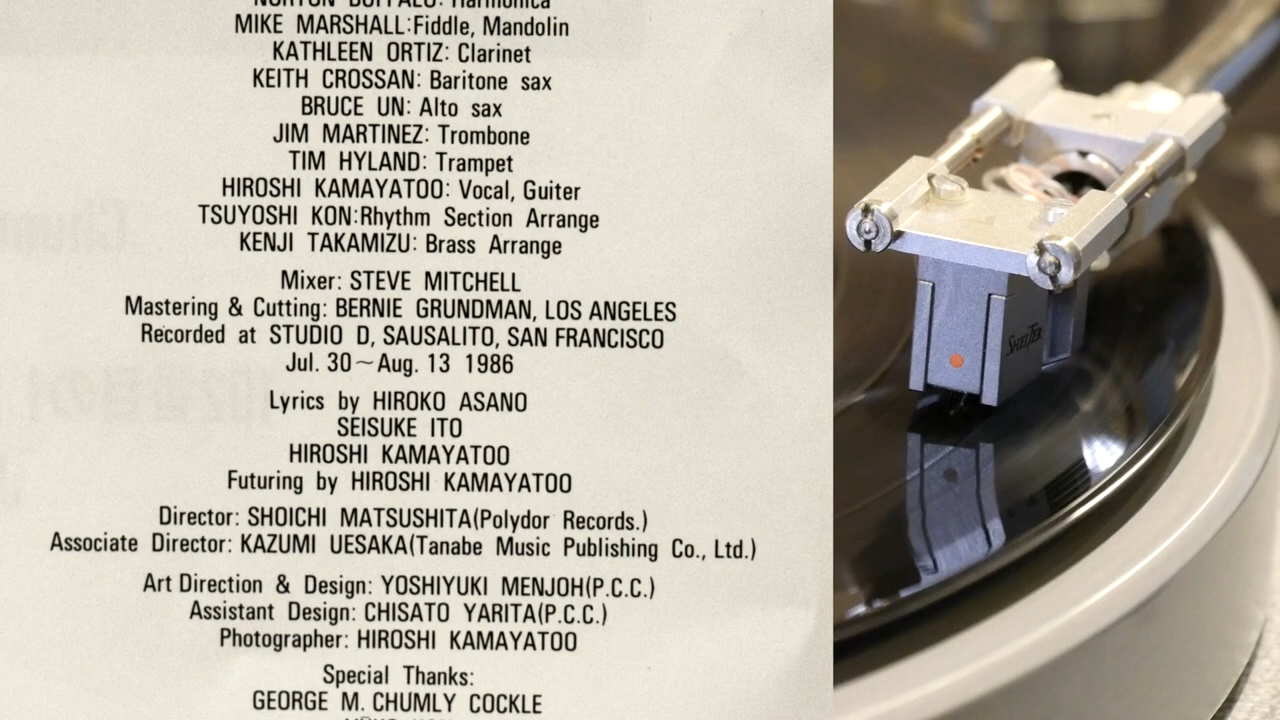 NORTON BUFFALO: Harmonica
MIKE MARSHALL:Fiddle, Mandolin
KATHLEEN ORTIZ: Clarinet
KEITH CROSSAN: Baritone sax
BRUCE UN: Alto sax
JIM MARTINEZ: Trombone
TIM HYLAND: Trampet
HIROSHI KAMAYATOO: Vocal, Guiter
TSUYOSHI KON:Rhythm Section Arrange
KENJI TAKAMIZU: Brass Arrange
Mixer: STEVE MITCHELL
Mastering & Cutting: BERNIE GRUNDMAN, LOS ANGELES
Recorded at STUDIO D, SAUSALITO, SAN FRANCISCO
Jul. 30~Aug. 13 1986
Lyrics by HIROKO ASANO
SEISUKE ITO
HIROSHI KAMAYATOO
Futuring by HIROSHI KAMAYATOO
Director: SHOICHI MATSUSHITA(Polydor Records.)
Associate Director: KAZUMI UESAKA(Tanabe Music Publishing Co., Ltd.)
Art Direction & Design: YOSHIYUKI MENJOH(P.C.C.)
Assistant Design: CHISATO YARITA(P.C.C.)
Photographer: HIROSHI KAMAYATOO
Special Thanks:
GEORGE M. CHUMLY COCKLE
SHELTER